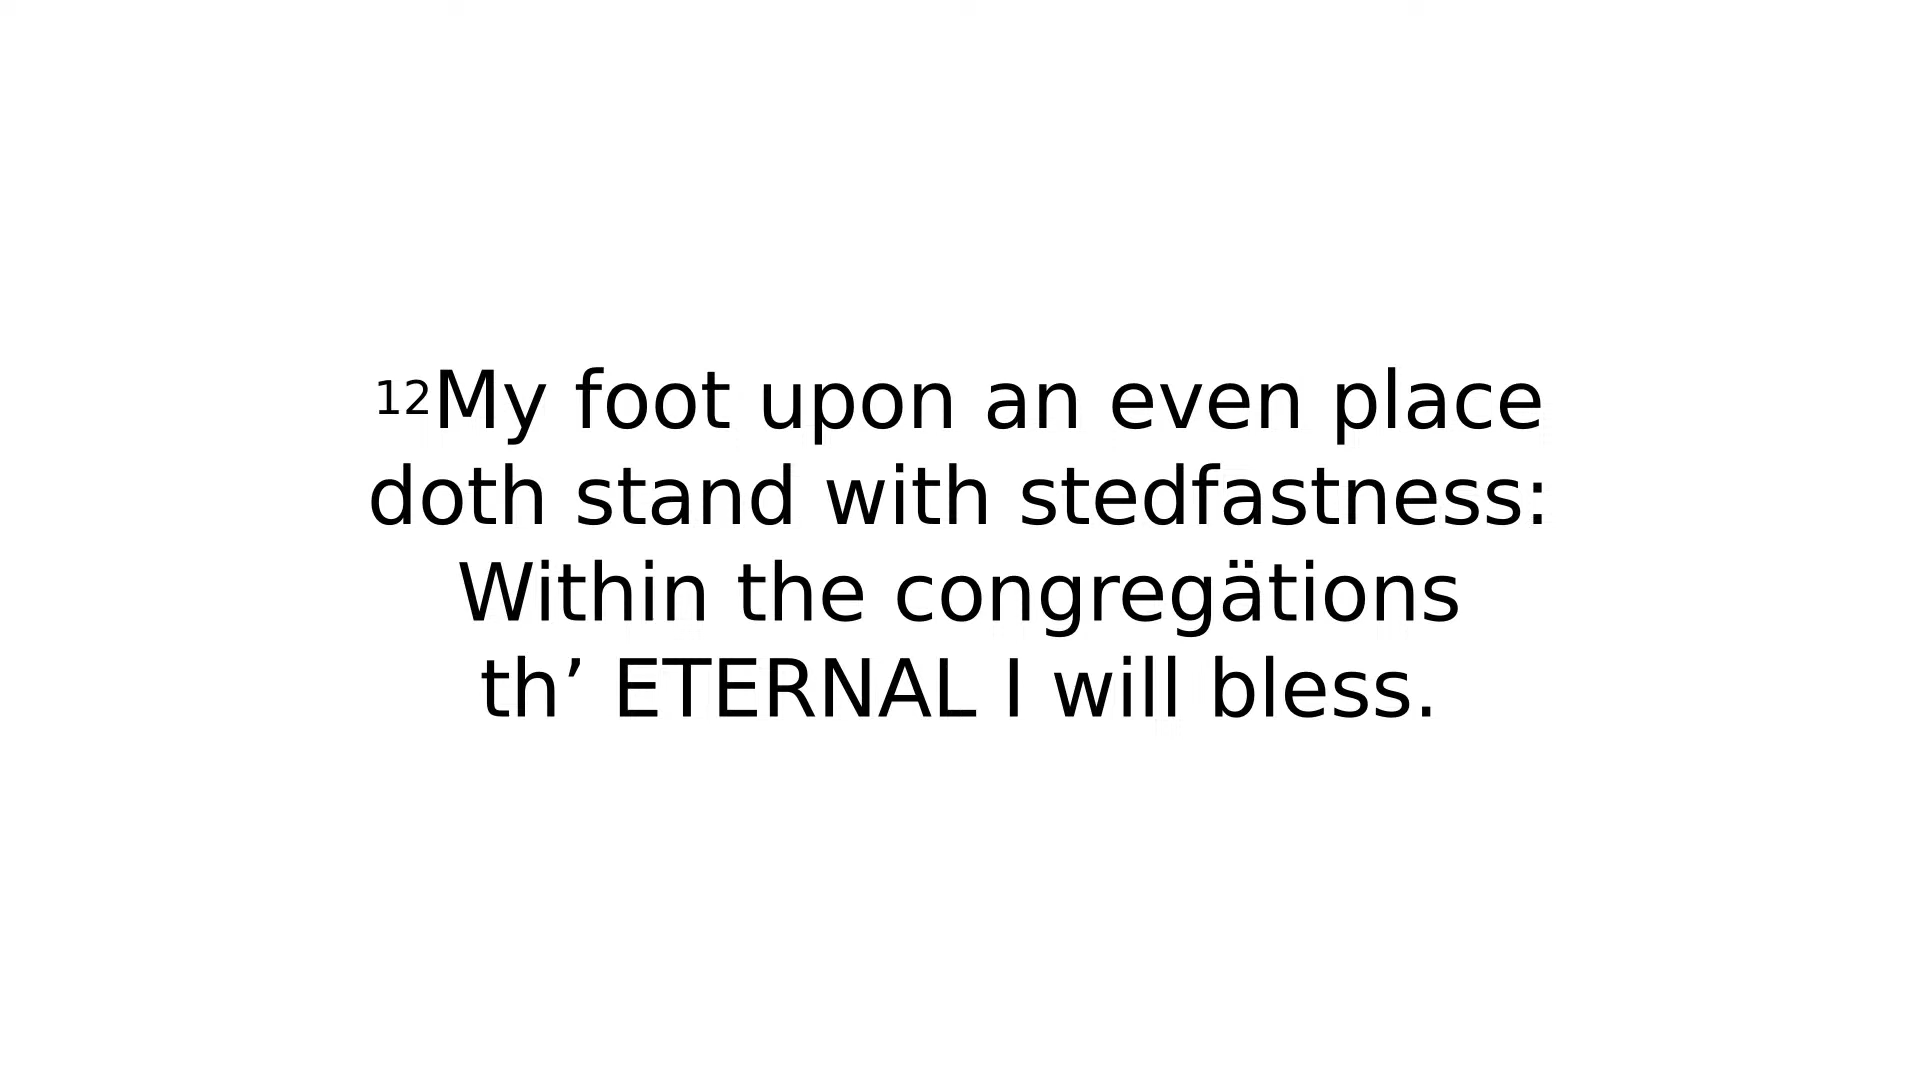 12My foot upon an even place
doth stand with stedfastness:
Within the congregätions
th’ ETERNAL I will bless.